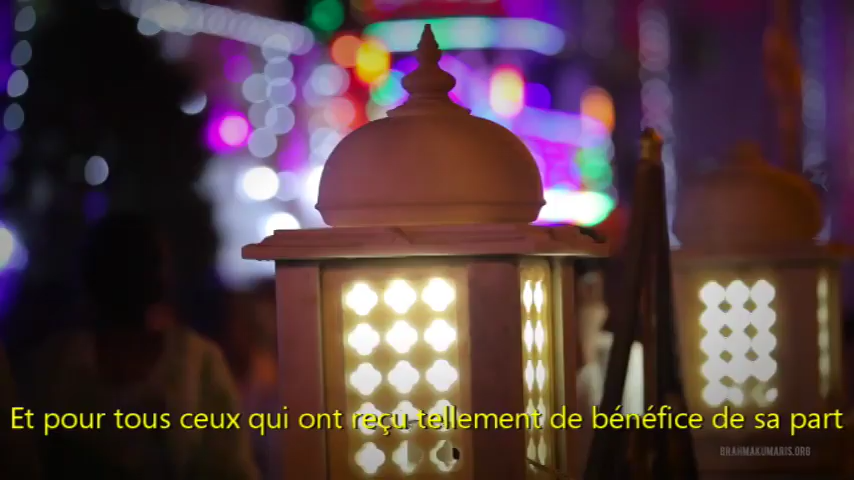 Et pour tous ceux qui ont reçu tellement de bénéfice de sa part
BRAHMAKUMARIS.ORG